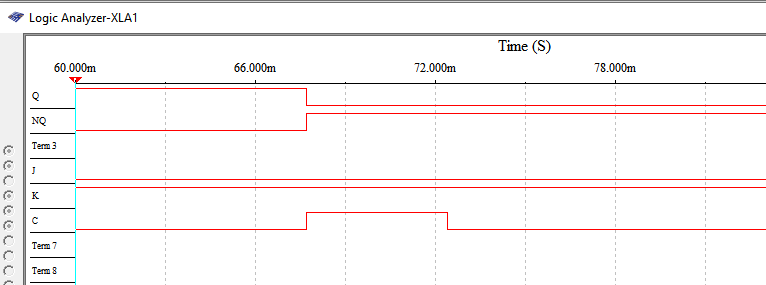 Logic Analyzer-XLA1
Time (S)
60.000m 66.000m 72.000m 78.000m
Q
NQ
Term 3
J
K
C
Term 7
Term 8